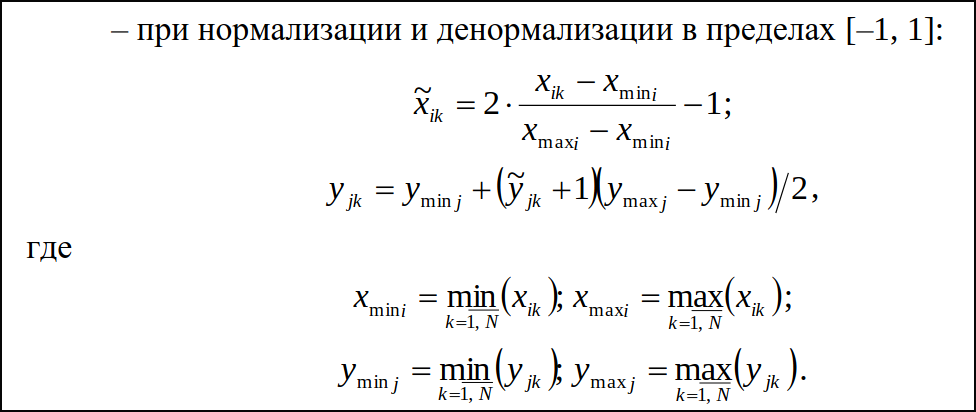 – при нормализации и денормализации в пределах [–1, 1]:
x̃_{ik} = 2 · \frac{x_{ik} − x_{min i}}{x_{max i} − x_{min i}} − 1;
y_{jk} = y_{min j} + (ỹ_{jk} + 1)(y_{max j} − y_{min j})/2,
где
x_{min i} = \min_{k=\overline{1, N}}(x_{ik}); x_{max i} = \max_{k=\overline{1, N}}(x_{ik});
y_{min j} = \min_{k=\overline{1, N}}(y_{jk}); y_{max j} = \max_{k=\overline{1, N}}(y_{jk}).